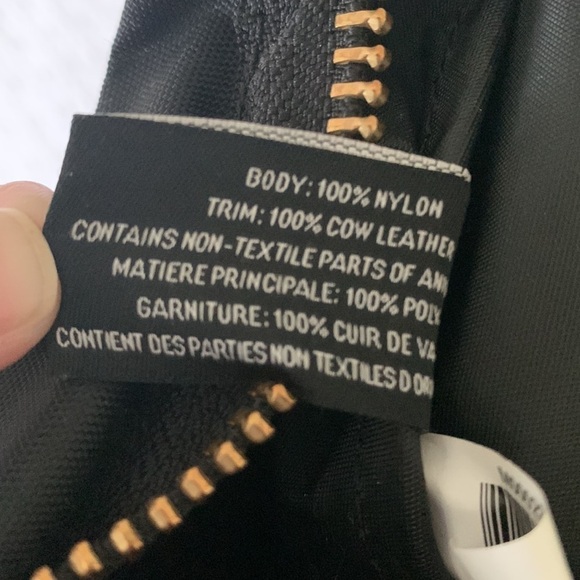 BODY: 100% NYLON
TRIM: 100% COW LEATHER
CONTAINS NON-TEXTILE PARTS OF
MATIERE PRINCIPALE: 100%
GARNITURE: 100% CUIR DE
CONTIENT DES PARTIES NON TEXTILES